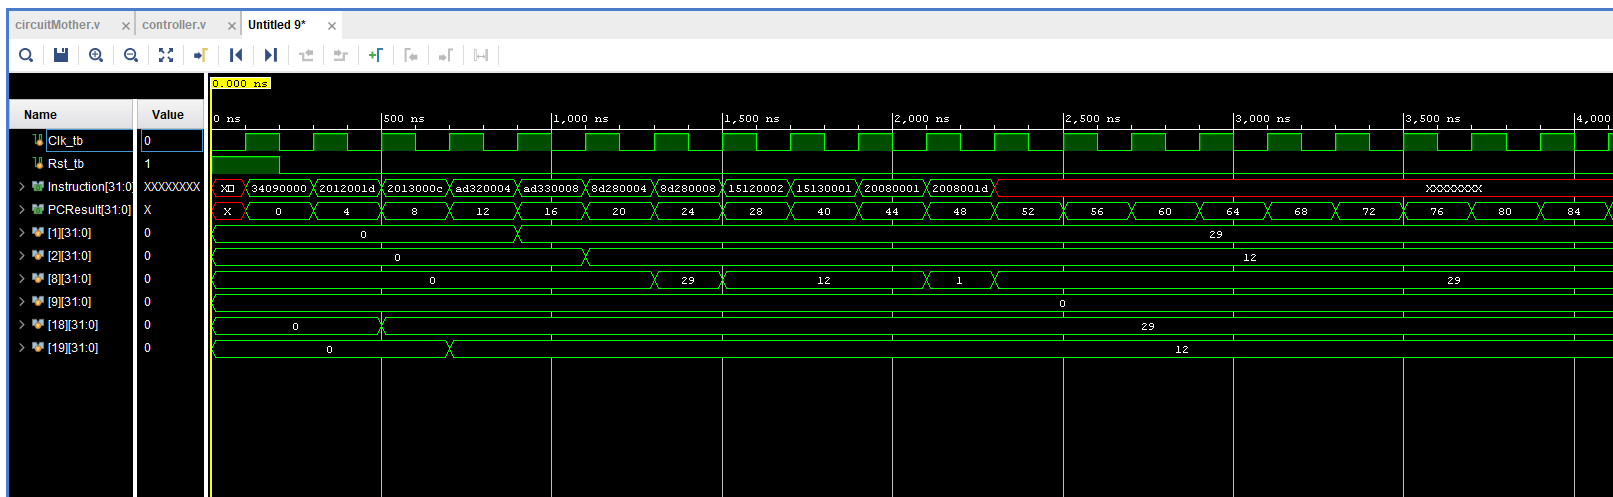 circuitMother.v × controller.v × Untitled 9* ×
0.000 ns
Name Value
0 ns 500 ns 1,000 ns 1,500 ns 2,000 ns 2,500 ns 3,000 ns 3,500 ns 4,000
Clk_tb 0
Rst_tb 1
Instruction[31:0] XXXXXXXX 34090000 2012001d 2013000c ad320004 ad330008 8d280004 8d280008 15120002 15130001 20080001 2008001d XXXXXXXX
PCResult[31:0] X X 0 4 8 12 16 20 24 28 40 44 48 52 56 60 64 68 72 76 80 84
[1][31:0] 0 0 29
[2][31:0] 0 0 12
[8][31:0] 0 0 29 12 1 29
[9][31:0] 0 0
[18][31:0] 0 0 29
[19][31:0] 0 0 12